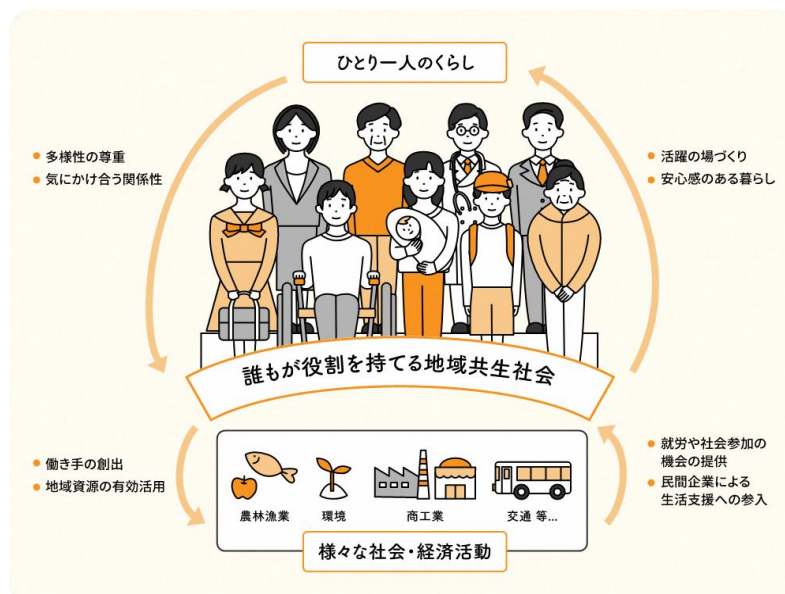 ひとり一人のくらし
多様性の尊重
気にかけ合う関係性
活躍の場づくり
安心感のある暮らし
誰もが役割を持てる地域共生社会
働き手の創出
地域資源の有効活用
就労や社会参加の
機会の提供
民間企業による
生活支援への参入
農林漁業
環境
商工業
交通 等...
様々な社会・経済活動